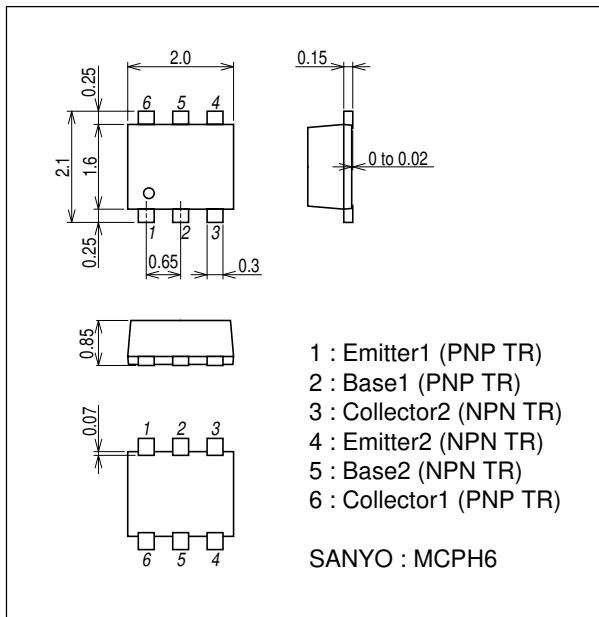 0.25
2.0
0.15
6 5 4
2.1
1.6
0 to 0.02
0.25
1 2 3
0.65
0.3
0.85
1 : Emitter1 (PNP TR)
2 : Base1 (PNP TR)
3 : Collector2 (NPN TR)
4 : Emitter2 (NPN TR)
5 : Base2 (NPN TR)
6 : Collector1 (PNP TR)
SANYO : MCPH6
0.07
1 2 3
6 5 4